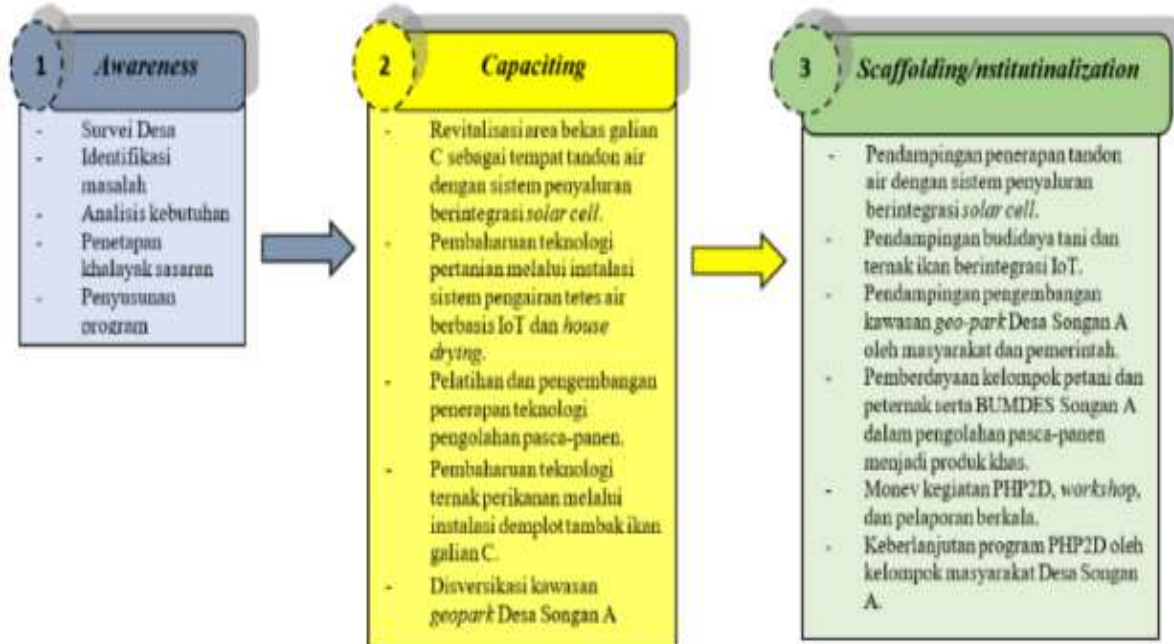 1
Awareness
- Survei Desa
- Identifikasi
masalah
- Analisis kebutuhan
- Penetapan
khalayak sasaran
- Penyusunan
program
2
Capaciting
- Revitalisasi area bekas galian
C sebagai tempat tandon air
dengan sistem penyaluran
berintegrasi solar cell.
- Pembaharuan teknologi
pertanian melalui instalasi
sistem pengairan tetes air
berbasis IoT dan house
drying.
- Pelatihan dan pengembangan
penerapan teknologi
pengolahan pasca-panen.
- Pembaharuan teknologi
ternak perikanan melalui
instalasi demplot tambak ikan
galian C.
- Disversikasi kawasan
geopark Desa Songan A
3
Scaffolding/nstitutinalization
- Pendampingan penerapan tandon
air dengan sistem penyaluran
berintegrasi solar cell.
- Pendampingan budidaya tani dan
ternak ikan berintegrasi IoT.
- Pendampingan pengembangan
kawasan geo-park Desa Songan A
oleh masyarakat dan pemerintah.
- Pemberdayaan kelompok petani dan
peternak serta BUMDES Songan A
dalam pengolahan pasca-panen
menjadi produk khas.
- Monev kegiatan PHP2D, workshop,
dan pelaporan berkala.
- Keberlanjutan program PHP2D oleh
kelompok masyarakat Desa Songan
A.